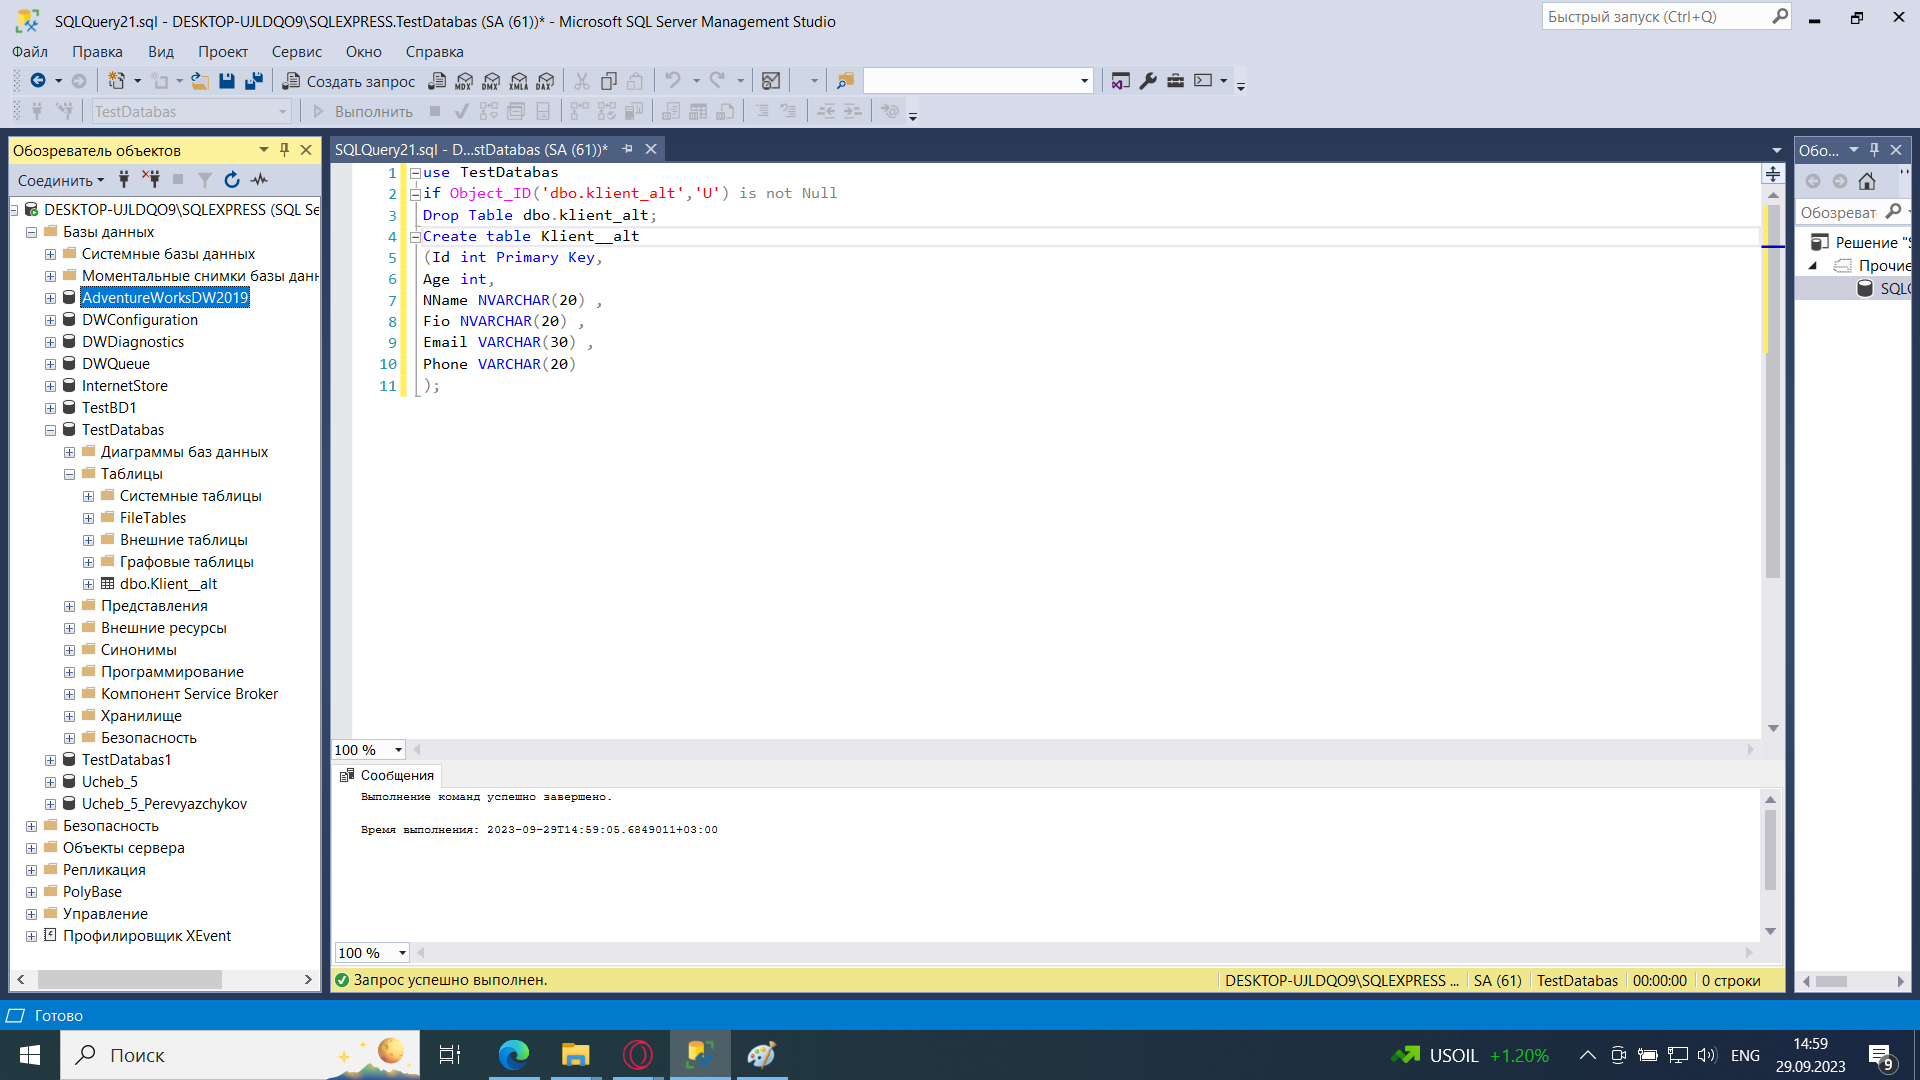 SQLQuery21.sql - DESKTOP-UJLDQO9\SQLEXPRESS.TestDatabas (SA (61))* - Microsoft SQL Server Management Studio
Быстрый запуск (Ctrl+Q)
Файл Правка Вид Проект Сервис Окно Справка
Создать запрос MDX DMX XMLA DAX
TestDatabas Выполнить
Обозреватель объектов
Соединить
DESKTOP-UJLDQO9\SQLEXPRESS (SQL Se
Базы данных
Системные базы данных
Моментальные снимки базы данн
AdventureWorksDW2019
DWConfiguration
DWDiagnostics
DWQueue
InternetStore
TestBD1
TestDatabas
Диаграммы баз данных
Таблицы
Системные таблицы
FileTables
Внешние таблицы
Графовые таблицы
dbo.Klient__alt
Представления
Внешние ресурсы
Синонимы
Программирование
Компонент Service Broker
Хранилище
Безопасность
TestDatabas1
Ucheb_5
Ucheb_5_Perevyazchykov
Безопасность
Объекты сервера
Репликация
PolyBase
Управление
Профилировщик XEvent
SQLQuery21.sql - D...stDatabas (SA (61))*
1 use TestDatabas
2 if Object_ID('dbo.klient_alt','U') is not Null
3 Drop Table dbo.klient_alt;
4 Create table Klient__alt
5 (Id int Primary Key,
6 Age int,
7 NName NVARCHAR(20) ,
8 Fio NVARCHAR(20) ,
9 Email VARCHAR(30) ,
10 Phone VARCHAR(20)
11 );
100 %
Сообщения
Выполнение команд успешно завершено.
Время выполнения: 2023-09-29T14:59:05.6849011+03:00
100 %
Запрос успешно выполнен. DESKTOP-UJLDQO9\SQLEXPRESS ... SA (61) TestDatabas 00:00:00 0 строки
Обо...
Обозреват
Решение "S
Прочие
SQLQ
Готово
Поиск
USOIL +1.20%
ENG
14:59
29.09.2023
9